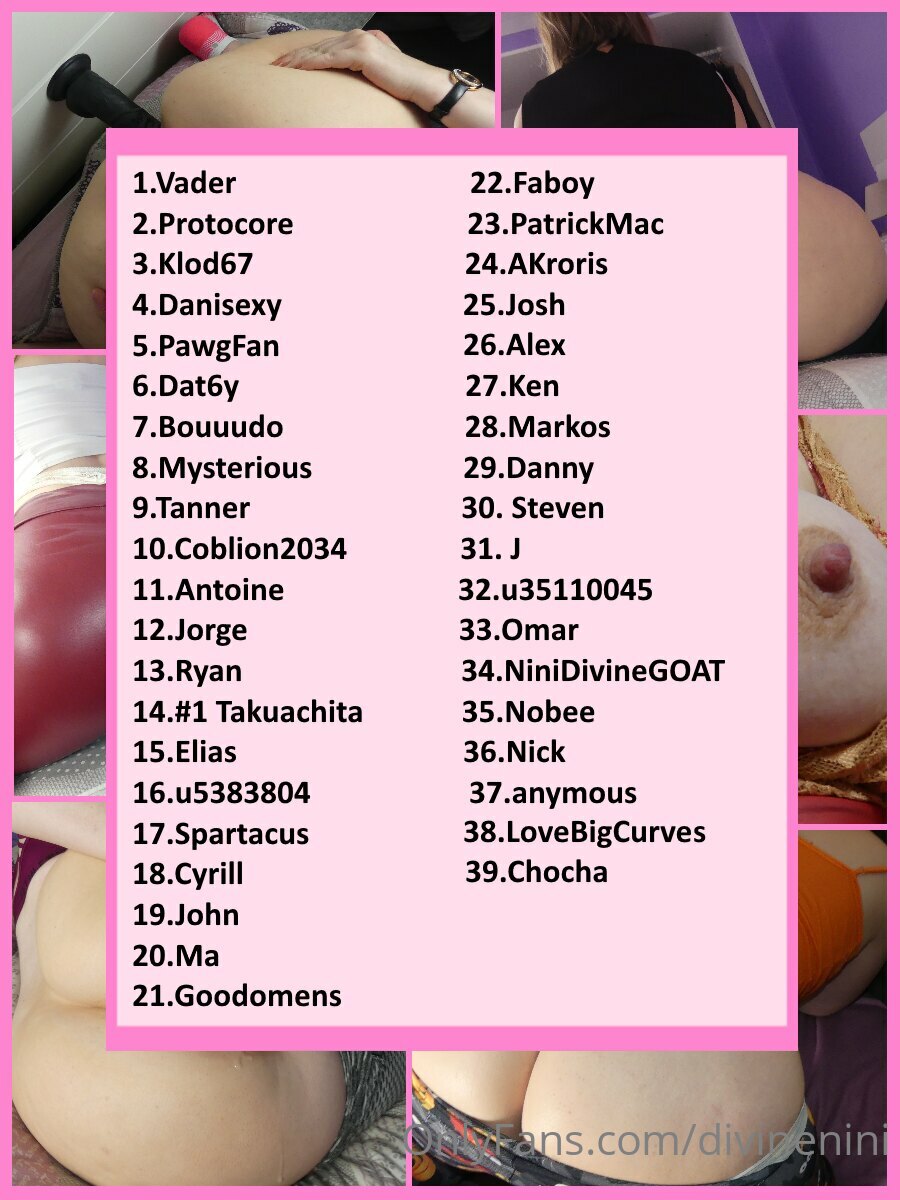 1.Vader
2.Protocore
3.Klod67
4.Danisexy
5.PawgFan
6.Dat6y
7.Bouuudo
8.Mysterious
9.Tanner
10.Coblion2034
11.Antoine
12.Jorge
13.Ryan
14.#1 Takuachita
15.Elias
16.u5383804
17.Spartacus
18.Cyrill
19.John
20.Ma
21.Goodomens
22.Faboy
23.PatrickMac
24.AKroris
25.Josh
26.Alex
27.Ken
28.Markos
29.Danny
30. Steven
31. J
32.u35110045
33.Omar
34.NiniDivineGOAT
35.Nobee
36.Nick
37.anymous
38.LoveBigCurves
39.Chocha
OnlyFans.com/divinenini